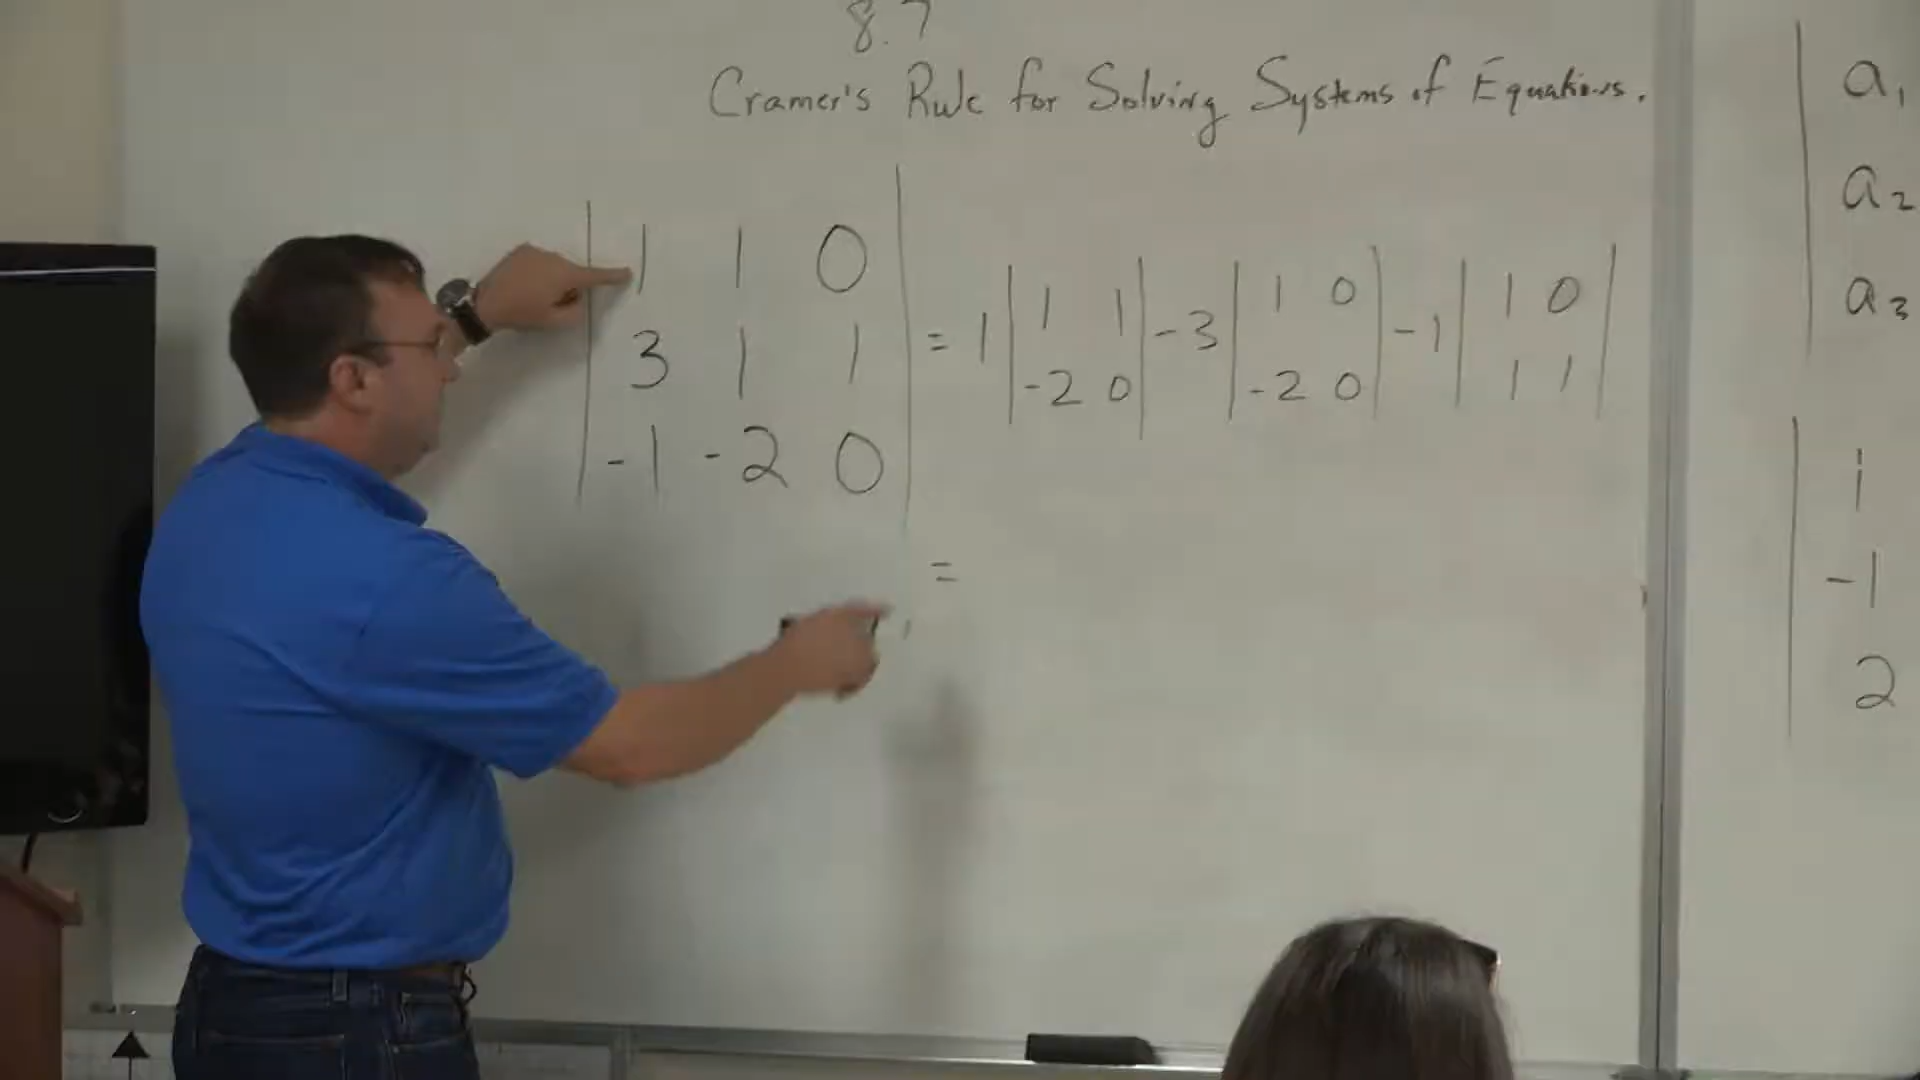 8.7
Cramer's Rule for Solving Systems of Equations.
| 1 1 0 |
| 3 1 1 | = 1 | 1 1 | - 3 | 1 0 | - 1 | 1 0 |
| -1 -2 0 | | -2 0 | | -2 0 | | 1 1 |
=
a₁
a₂
a₃
1
-1
2